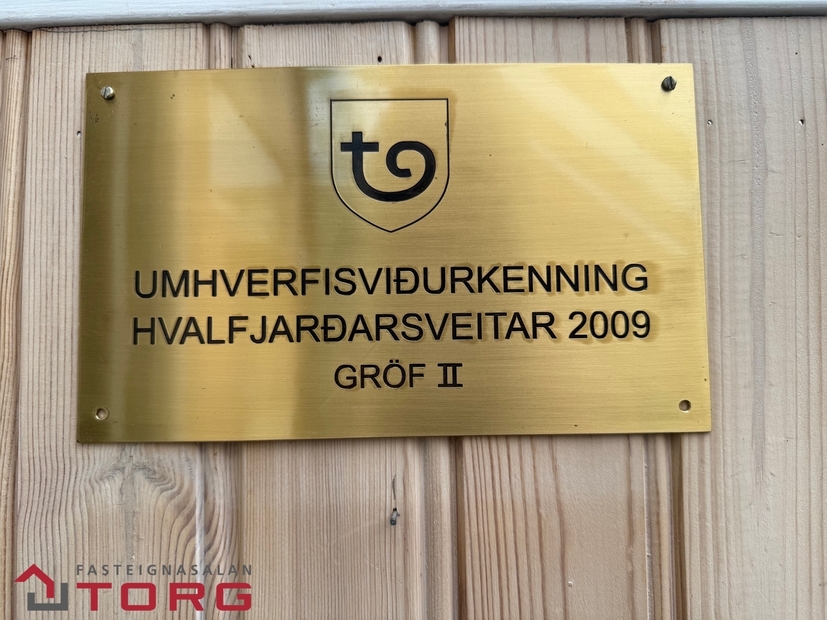 UMHVERFISVIÐURKENNING
HVALFJARÐARSVEITAR 2009
GRÖF II
FASTEIGNASALAN
TORG